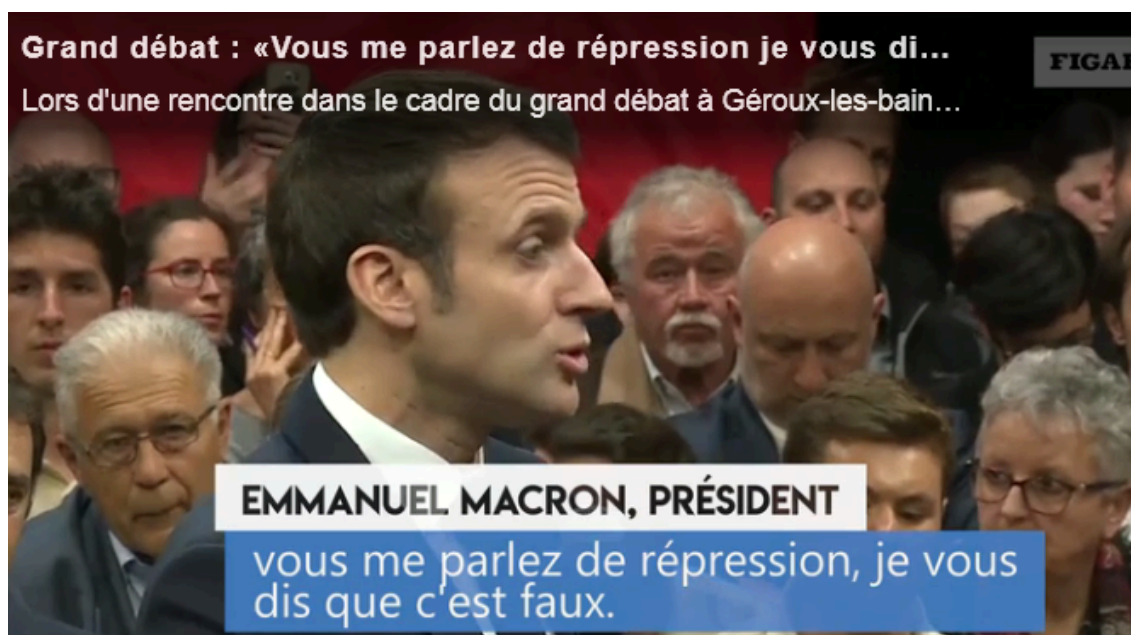 Grand débat : «Vous me parlez de répression je vous di...
FIGAR
Lors d'une rencontre dans le cadre du grand débat à Géroux-les-bain...
EMMANUEL MACRON, PRÉSIDENT
vous me parlez de répression, je vous
dis que c'est faux.